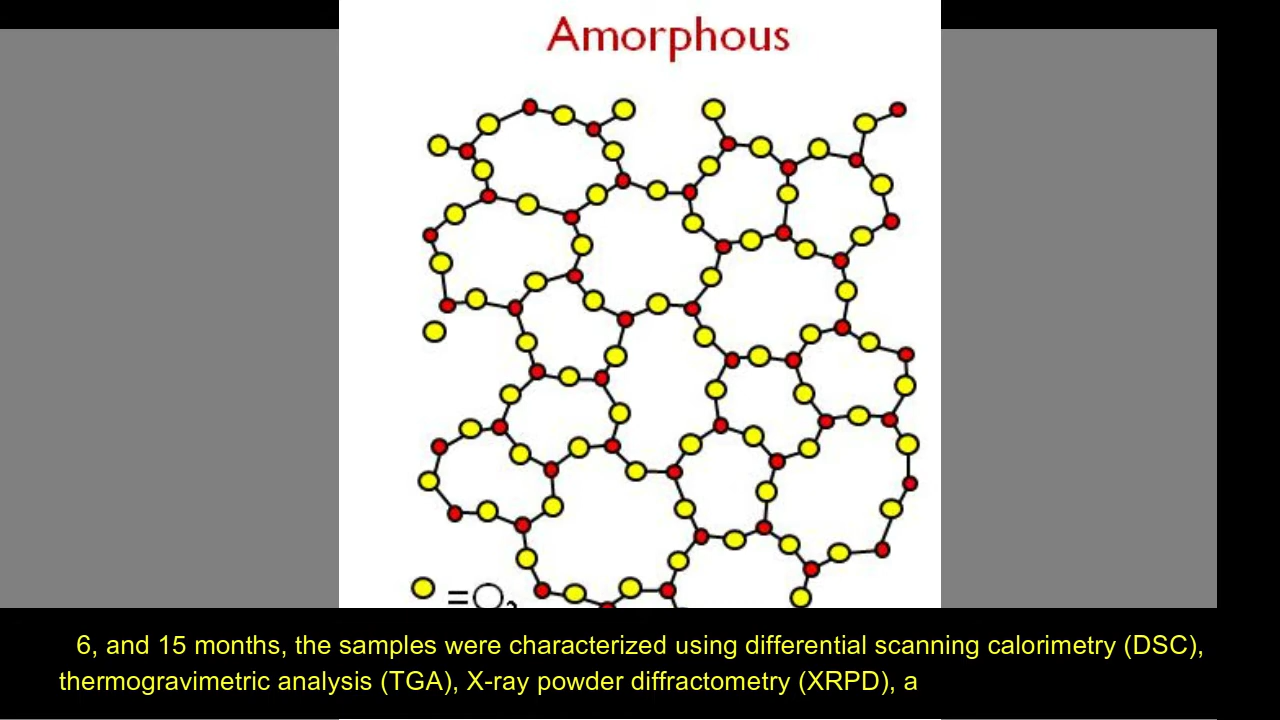 Amorphous
=O₂
6, and 15 months, the samples were characterized using differential scanning calorimetry (DSC),
thermogravimetric analysis (TGA), X-ray powder diffractometry (XRPD), a